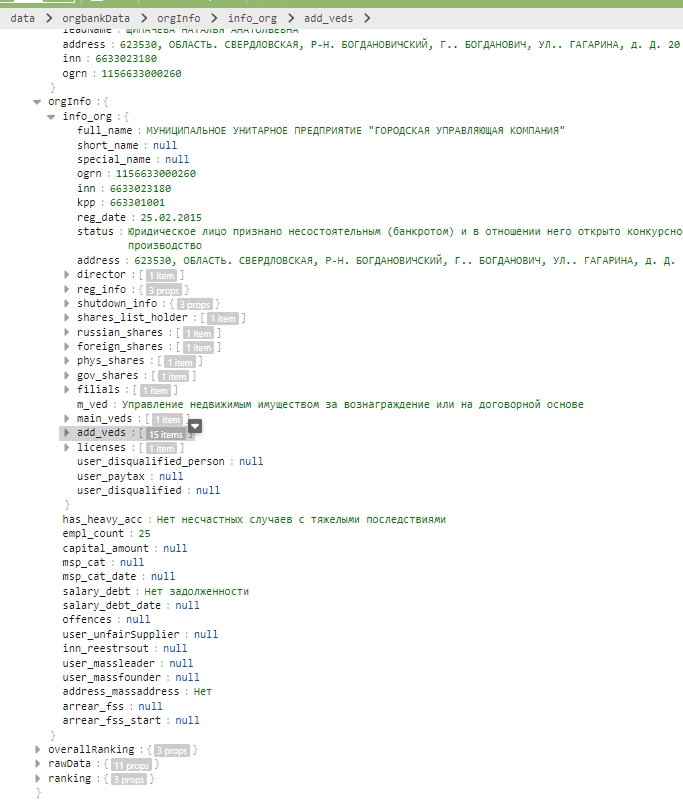 data > orgbankData > orgInfo > info_org > add_veds >
leadName : ЩИПАЧЕВА НАТАЛЬЯ АНАТОЛЬЕВНА
address : 623530, ОБЛАСТЬ. СВЕРДЛОВСКАЯ, Р-Н. БОГДАНОВИЧСКИЙ, Г.. БОГДАНОВИЧ, УЛ.. ГАГАРИНА, д. Д. 20
inn : 6633023180
ogrn : 1156633000260
}
orgInfo : {
info_org : {
full_name : МУНИЦИПАЛЬНОЕ УНИТАРНОЕ ПРЕДПРИЯТИЕ "ГОРОДСКАЯ УПРАВЛЯЮЩАЯ КОМПАНИЯ"
short_name : null
special_name : null
ogrn : 1156633000260
inn : 6633023180
kpp : 663301001
reg_date : 25.02.2015
status : Юридическое лицо признано несостоятельным (банкротом) и в отношении него открыто конкурсно
производство
address : 623530, ОБЛАСТЬ. СВЕРДЛОВСКАЯ, Р-Н. БОГДАНОВИЧСКИЙ, Г.. БОГДАНОВИЧ, УЛ.. ГАГАРИНА, д. Д.
director : [ 1 item ]
reg_info : { 3 props }
shutdown_info : { 3 props }
shares_list_holder : [ 1 item ]
russian_shares : [ 1 item ]
foreign_shares : [ 1 item ]
phys_shares : [ 1 item ]
gov_shares : [ 1 item ]
filials : [ 1 item ]
m_ved : Управление недвижимым имуществом за вознаграждение или на договорной основе
main_veds : [ 1 item ]
add_veds : [ 15 items
licenses : [ 1 item ]
user_disqualified_person : null
user_paytax : null
user_disqualified : null
}
has_heavy_acc : Нет несчастных случаев с тяжелыми последствиями
empl_count : 25
capital_amount : null
msp_cat : null
msp_cat_date : null
salary_debt : Нет задолженности
salary_debt_date : null
offences : null
user_unfairSupplier : null
inn_reestrsout : null
user_massleader : null
user_massfounder : null
address_massaddress : Нет
arrear_fss : null
arrear_fss_start : null
}
overallRanking : { 3 props }
rawData : { 11 props }
ranking : { 3 props }
}